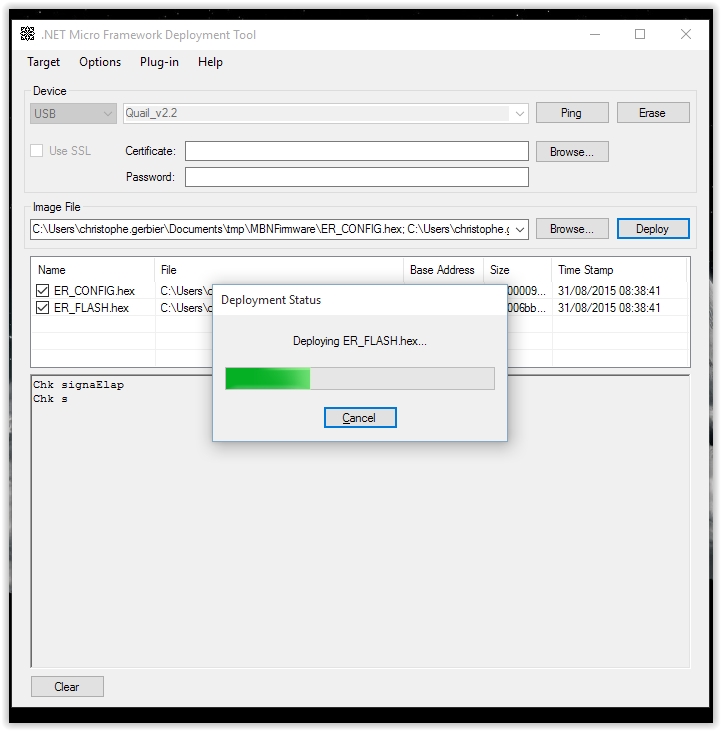 .NET Micro Framework Deployment Tool
Target Options Plug-in Help
Device
USB Quail_v2.2 Ping Erase
Use SSL Certificate: Browse...
Password:
Image File
C:\Users\christophe.gerbier\Documents\tmp\MBNFirmware\ER_CONFIG.hex; C:\Users\christophe.g Browse... Deploy
Name File Base Address Size Time Stamp
ER_CONFIG.hex C:\Users\c 00009... 31/08/2015 08:38:41
ER_FLASH.hex C:\Users\c 006bb... 31/08/2015 08:38:41
Deployment Status
Deploying ER_FLASH.hex...
Cancel
Chk signaElap
Chk s
Clear